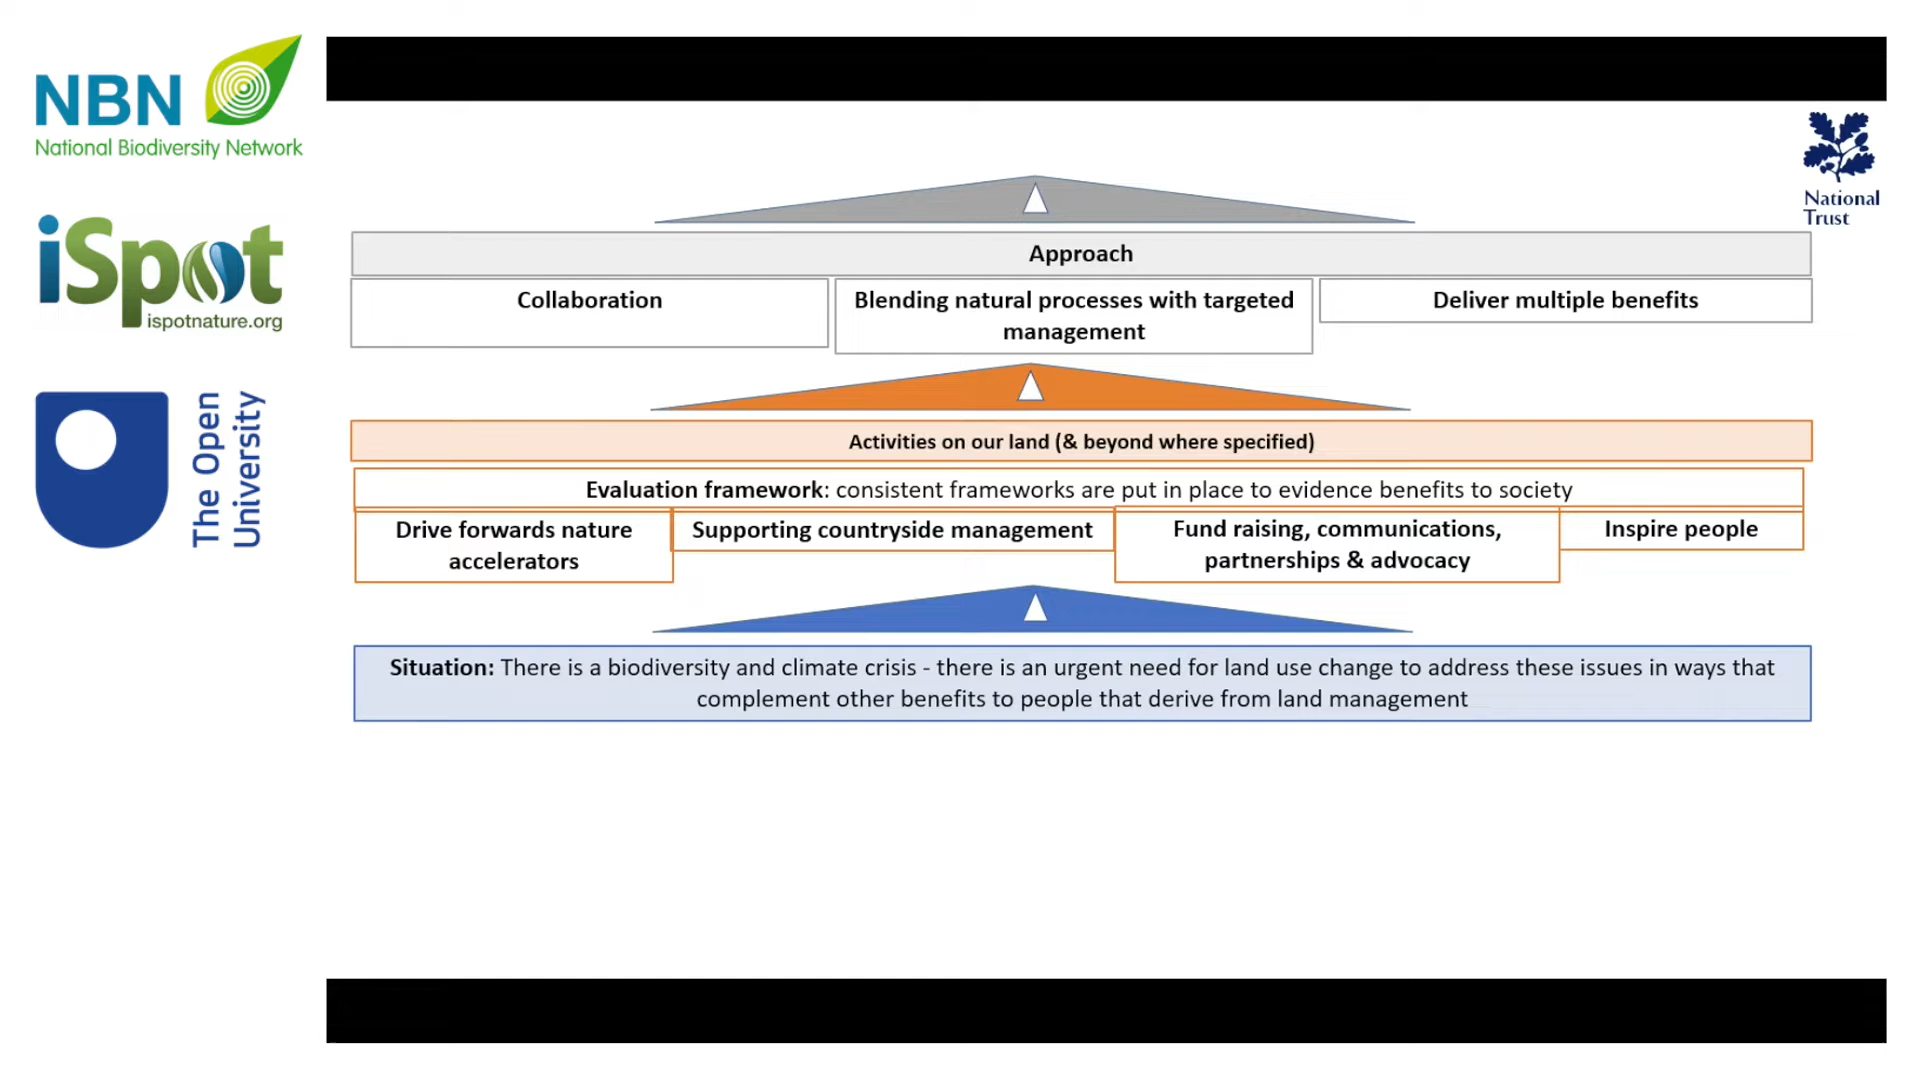 NBN
National Biodiversity Network
iSpot
ispotnature.org
The Open
University
National
Trust
Approach
Collaboration
Blending natural processes with targeted
management
Deliver multiple benefits
Activities on our land (& beyond where specified)
Evaluation framework: consistent frameworks are put in place to evidence benefits to society
Drive forwards nature
accelerators
Supporting countryside management
Fund raising, communications,
partnerships & advocacy
Inspire people
Situation: There is a biodiversity and climate crisis - there is an urgent need for land use change to address these issues in ways that
complement other benefits to people that derive from land management